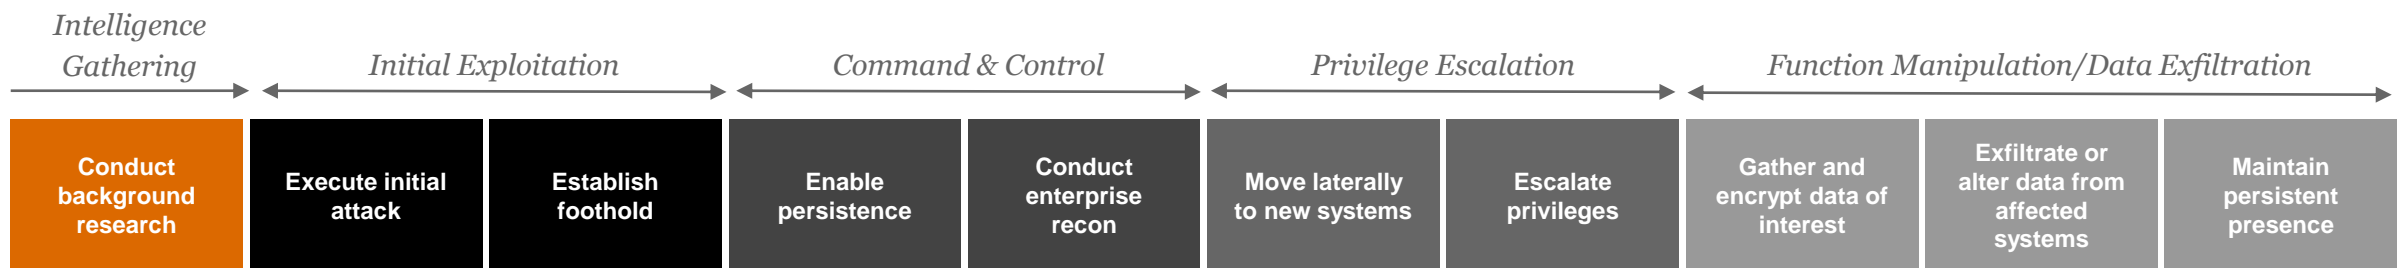 Intelligence
Gathering
Initial Exploitation
Command & Control
Privilege Escalation
Function Manipulation/Data Exfiltration
Conduct
background
research
Execute initial
attack
Establish
foothold
Enable
persistence
Conduct
enterprise
recon
Move laterally
to new systems
Escalate
privileges
Gather and
encrypt data of
interest
Exfiltrate or
alter data from
affected
systems
Maintain
persistent
presence